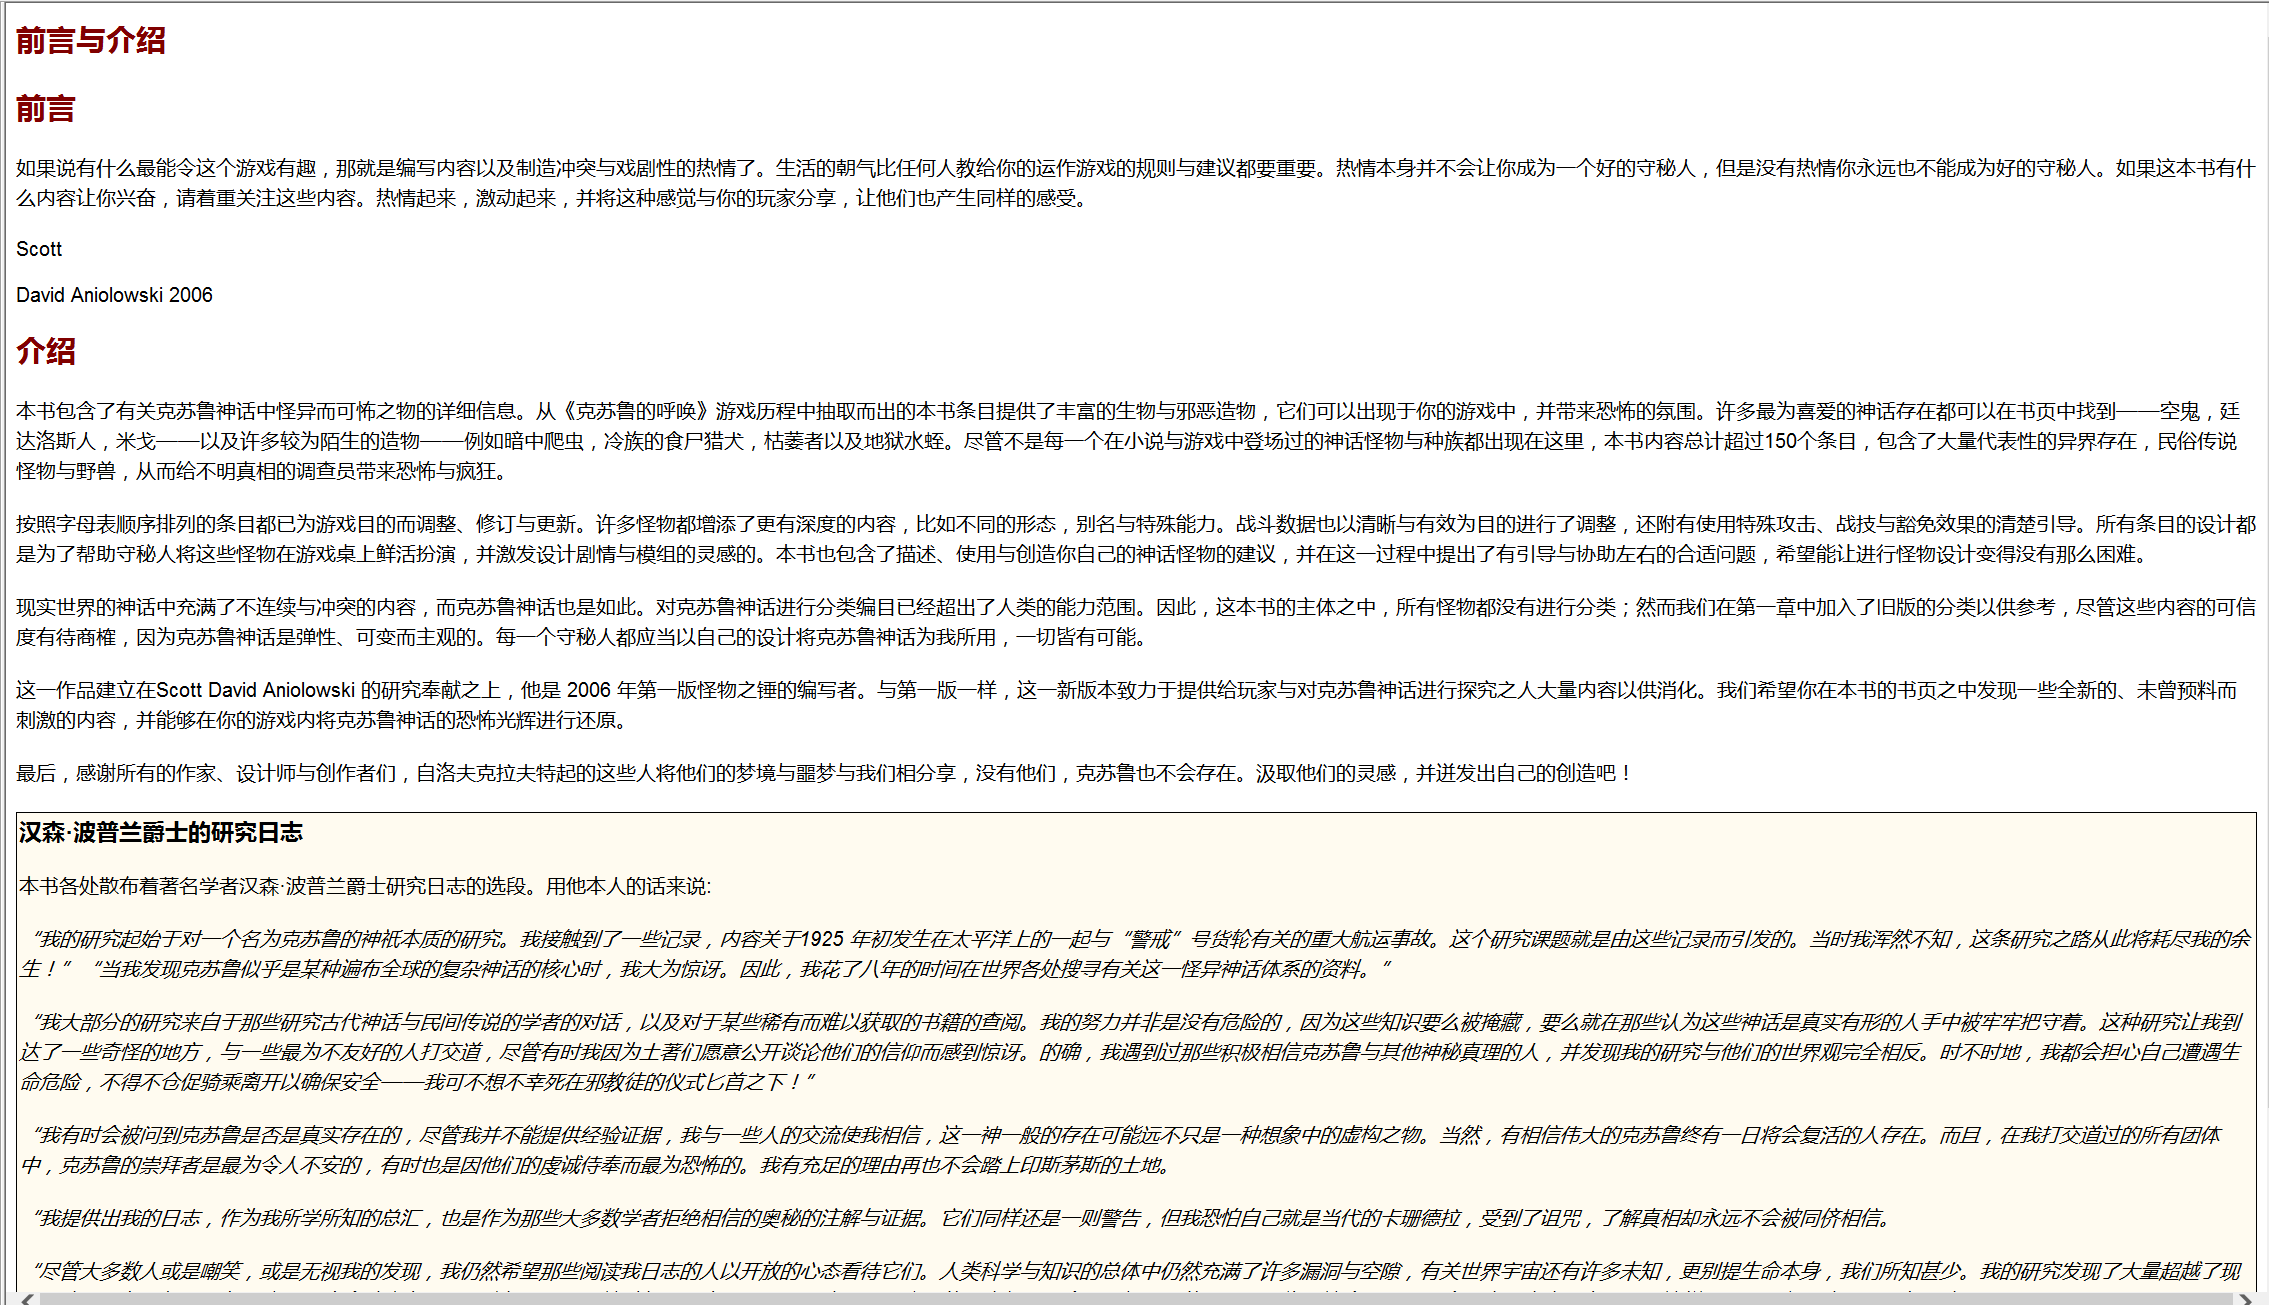 前言与介绍
前言
如果说有什么最能令这个游戏有趣，那就是编写内容以及制造冲突与戏剧性的热情了。生活的朝气比任何人教给你的运作游戏的规则与建议都要重要。热情本身并不会让你成为一个好的守秘人，但是没有热情你永远也不能成为好的守秘人。如果这本书有什
么内容让你兴奋，请着重关注这些内容。热情起来，激动起来，并将这种感觉与你的玩家分享，让他们也产生同样的感受。
Scott
David Aniolowski 2006
介绍
本书包含了有关克苏鲁神话中怪异而可怖之物的详细信息。从《克苏鲁的呼唤》游戏历程中抽取而出的本书条目提供了丰富的生物与邪恶造物，它们可以出现于你的游戏中，并带来恐怖的氛围。许多最为喜爱的神话存在都可以在书页中找到——空鬼，廷
达洛斯人，米戈——以及许多较为陌生的造物——例如暗中爬虫，冷族的食尸猎犬，枯萎者以及地狱水蛭。尽管不是每一个在小说与游戏中登场过的神话怪物与种族都出现在这里，本书内容总计超过150个条目，包含了大量代表性的异界存在，民俗传说
怪物与野兽，从而给不明真相的调查员带来恐怖与疯狂。
按照字母表顺序排列的条目都已为游戏目的而调整、修订与更新。许多怪物都增添了更有深度的内容，比如不同的形态，别名与特殊能力。战斗数据也以清晰与有效为目的进行了调整，还附有使用特殊攻击、战技与豁免效果的清楚引导。所有条目的设计都
是为了帮助守秘人将这些怪物在游戏桌上鲜活扮演，并激发设计剧情与模组的灵感的。本书也包含了描述、使用与创造你自己的神话怪物的建议，并在这一过程中提出了有引导与协助左右的合适问题，希望能让进行怪物设计变得没有那么困难。
现实世界的神话中充满了不连续与冲突的内容，而克苏鲁神话也是如此。对克苏鲁神话进行分类编目已经超出了人类的能力范围。因此，这本书的主体之中，所有怪物都没有进行分类；然而我们在第一章中加入了旧版的分类以供参考，尽管这些内容的可信
度有待商榷，因为克苏鲁神话是弹性、可变而主观的。每一个守秘人都应当以自己的设计将克苏鲁神话为我所用，一切皆有可能。
这一作品建立在Scott David Aniolowski 的研究奉献之上，他是 2006 年第一版怪物之锤的编写者。与第一版一样，这一新版本致力于提供给玩家与对克苏鲁神话进行探究之人大量内容以供消化。我们希望你在本书的书页之中发现一些全新的、未曾预料而
刺激的内容，并能够在你的游戏内将克苏鲁神话的恐怖光辉进行还原。
最后，感谢所有的作家、设计师与创作者们，自洛夫克拉夫特起的这些人将他们的梦境与噩梦与我们相分享，没有他们，克苏鲁也不会存在。汲取他们的灵感，并迸发出自己的创造吧！
汉森·波普兰爵士的研究日志
本书各处散布着著名学者汉森·波普兰爵士研究日志的选段。用他本人的话来说:
“我的研究起始于对一个名为克苏鲁的神祇本质的研究。我接触到了一些记录，内容关于1925 年初发生在太平洋上的一起与“警戒”号货轮有关的重大航运事故。这个研究课题就是由这些记录而引发的。当时我浑然不知，这条研究之路从此将耗尽我的余
生！” “当我发现克苏鲁似乎是某种遍布全球的复杂神话的核心时，我大为惊讶。因此，我花了八年的时间在世界各处搜寻有关这一怪异神话体系的资料。”
“我大部分的研究来自于那些研究古代神话与民间传说的学者的对话，以及对于某些稀有而难以获取的书籍的查阅。我的努力并非是没有危险的，因为这些知识要么被掩藏，要么就在那些认为这些神话是真实有形的人手中被牢牢把守着。这种研究让我到
达了一些奇怪的地方，与一些最为不友好的人打交道，尽管有时我因为土著们愿意公开谈论他们的信仰而感到惊讶。的确，我遇到过那些积极相信克苏鲁与其他神秘真理的人，并发现我的研究与他们的世界观完全相反。时不时地，我都会担心自己遭遇生
命危险，不得不仓促骑乘离开以确保安全——我可不想不幸死在邪教徒的仪式匕首之下！”
“我有时会被问到克苏鲁是否是真实存在的，尽管我并不能提供经验证据，我与一些人的交流使我相信，这一神一般的存在可能远不只是一种想象中的虚构之物。当然，有相信伟大的克苏鲁终有一日将会复活的人存在。而且，在我打交道过的所有团体
中，克苏鲁的崇拜者是最为令人不安的，有时也是因他们的虔诚侍奉而最为恐怖的。我有充足的理由再也不会踏上印斯茅斯的土地。
“我提供出我的日志，作为我所学所知的总汇，也是作为那些大多数学者拒绝相信的奥秘的注解与证据。它们同样还是一则警告，但我恐怕自己就是当代的卡珊德拉，受到了诅咒，了解真相却永远不会被同侪相信。
“尽管大多数人或是嘲笑，或是无视我的发现，我仍然希望那些阅读我日志的人以开放的心态看待它们。人类科学与知识的总体中仍然充满了许多漏洞与空隙，有关世界宇宙还有许多未知，更别提生命本身，我们所知甚少。我的研究发现了大量超越了现